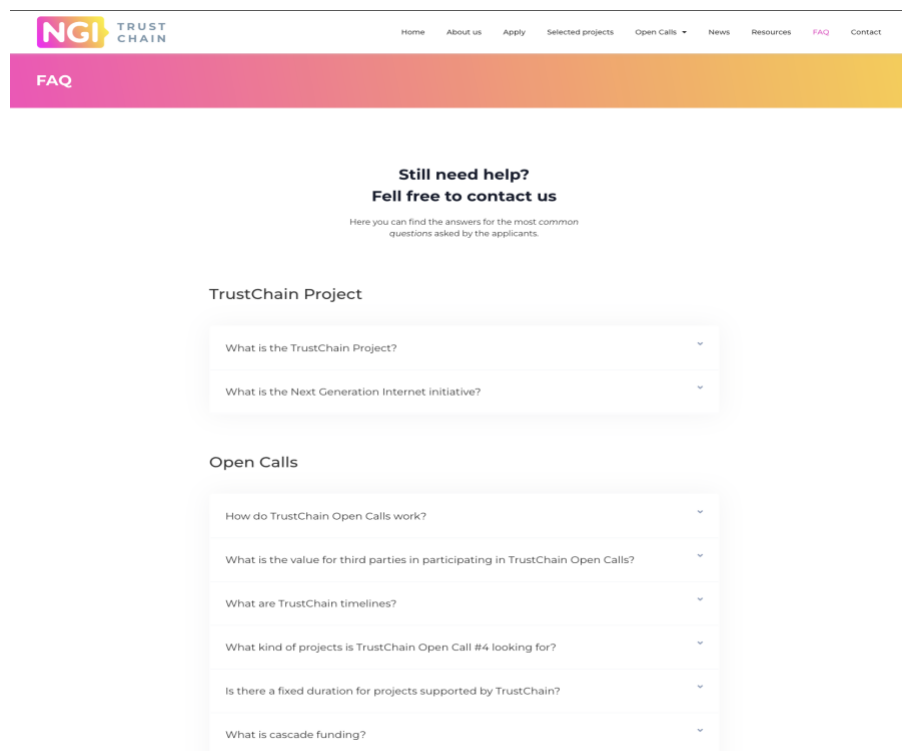 NGI TRUST
CHAIN
Home About us Apply Selected projects Open Calls News Resources FAQ Contact
FAQ
Still need help?
Fell free to contact us
Here you can find the answers for the most common
questions asked by the applicants.
TrustChain Project
What is the TrustChain Project?
What is the Next Generation Internet initiative?
Open Calls
How do TrustChain Open Calls work?
What is the value for third parties in participating in TrustChain Open Calls?
What are TrustChain timelines?
What kind of projects is TrustChain Open Call #4 looking for?
Is there a fixed duration for projects supported by TrustChain?
What is cascade funding?